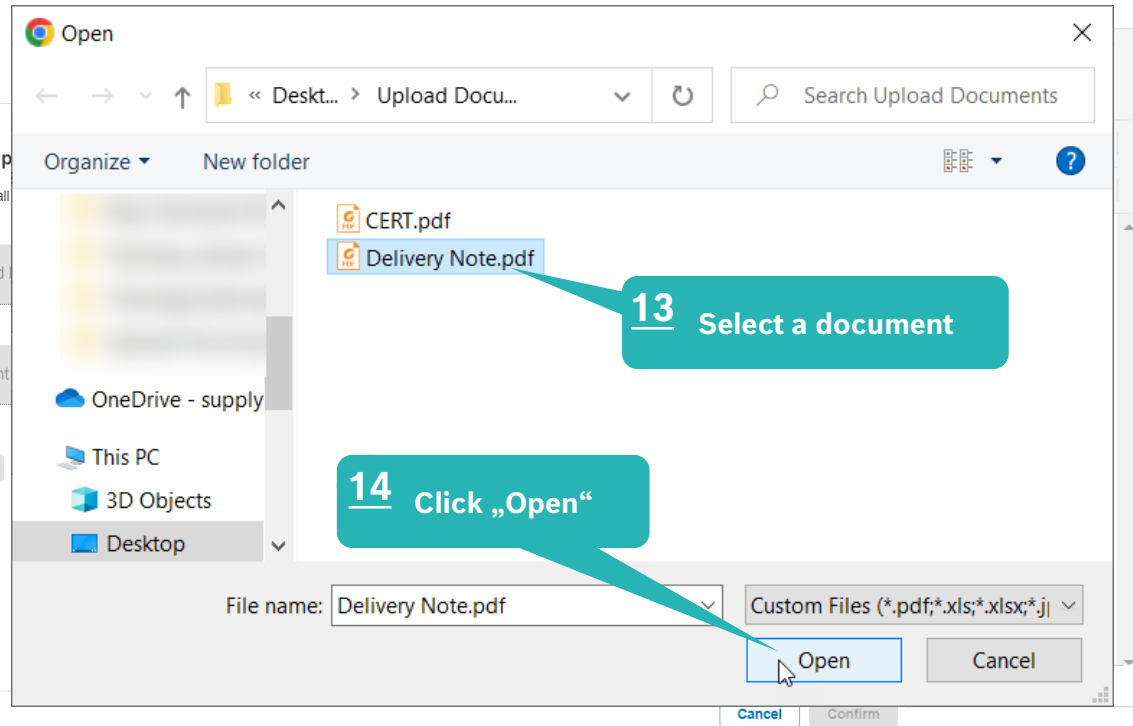 Open
« Deskt... > Upload Docu...
Search Upload Documents
Organize
New folder
?
CERT.pdf
Delivery Note.pdf
13 Select a document
OneDrive - supply
This PC
3D Objects
Desktop
14 Click „Open“
File name: Delivery Note.pdf
Custom Files (*.pdf;*.xls;*.xlsx;*.j
Open
Cancel
Cancel
Confirm